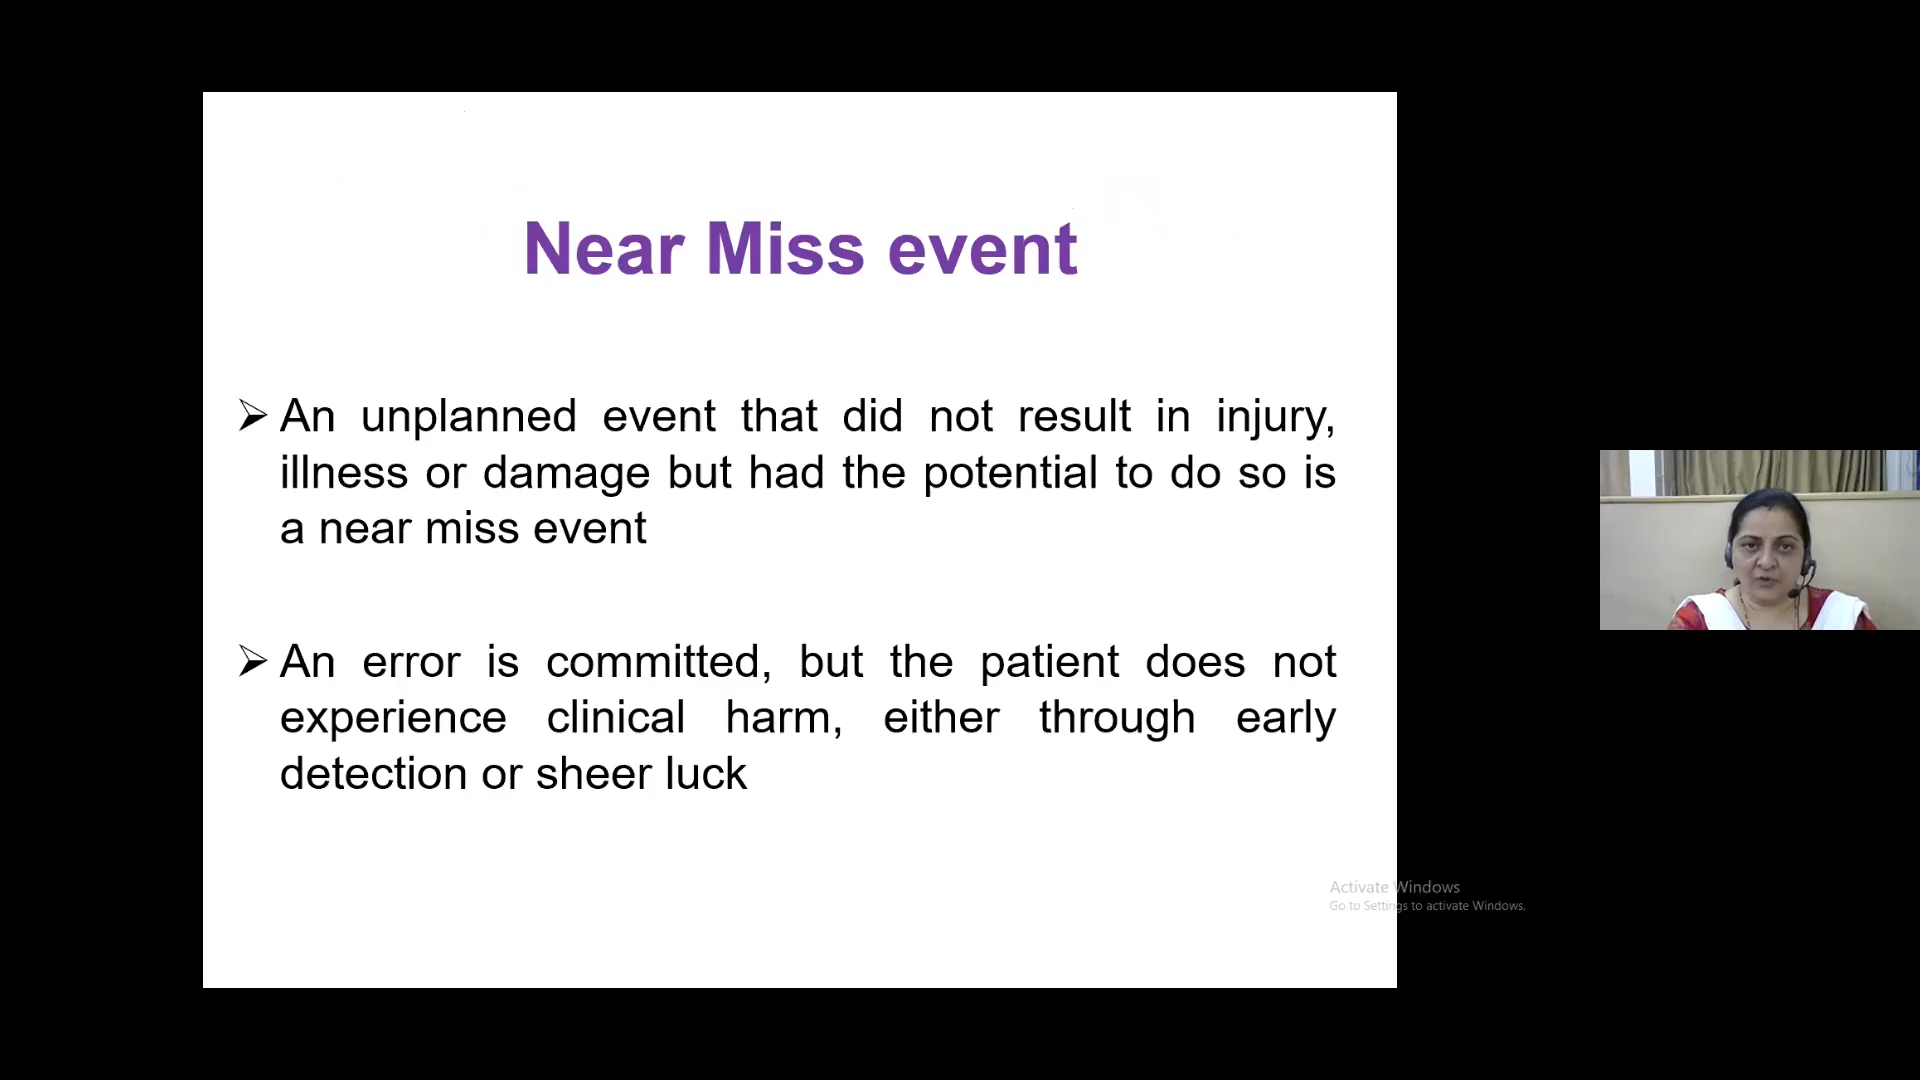 Near Miss event
➢ An unplanned event that did not result in injury,
illness or damage but had the potential to do so is
a near miss event
➢ An error is committed, but the patient does not
experience clinical harm, either through early
detection or sheer luck
Activate Windows
Go to Settings to activate Windows.